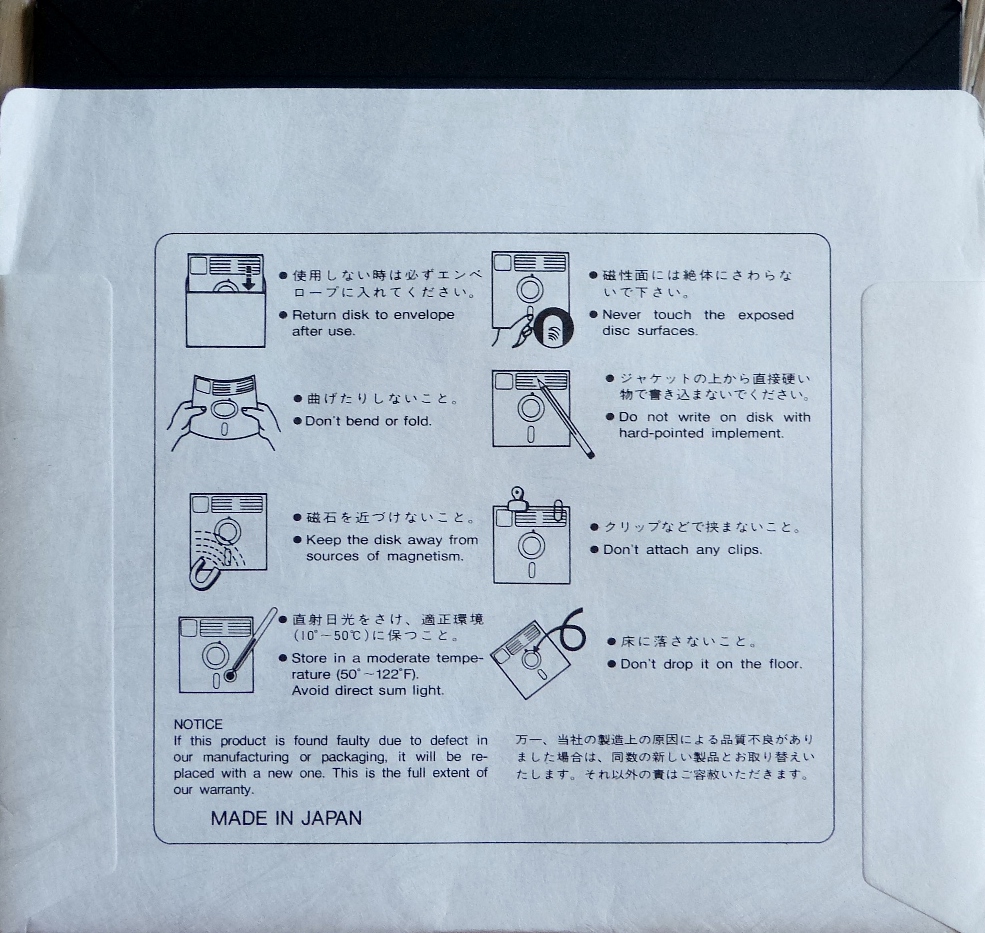 ●使用しない時は必ずエンベ
ロープに入れてください。
●Return disk to envelope
after use.
●磁性面には絶体にさわらな
いで下さい。
●Never touch the exposed
disc surfaces.
●曲げたりしないこと。
●Don't bend or fold.
●ジャケットの上から直接硬い
物で書き込まないでください。
●Do not write on disk with
hard-pointed implement.
●磁石を近づけないこと。
●Keep the disk away from
sources of magnetism.
●クリップなどで挟まないこと。
●Don't attach any clips.
●直射日光をさけ、適正環境
(10°~50℃)に保つこと。
●Store in a moderate tempe-
rature (50°~122°F).
Avoid direct sum light.
●床に落さないこと。
●Don't drop it on the floor.
NOTICE
If this product is found faulty due to defect in
our manufacturing or packaging, it will be re-
placed with a new one. This is the full extent of
our warranty.
万一、当社の製造上の原因による品質不良があり
ました場合は、同数の新しい製品とお取り替えい
たします。それ以外の責はご容赦いただきます。
MADE IN JAPAN